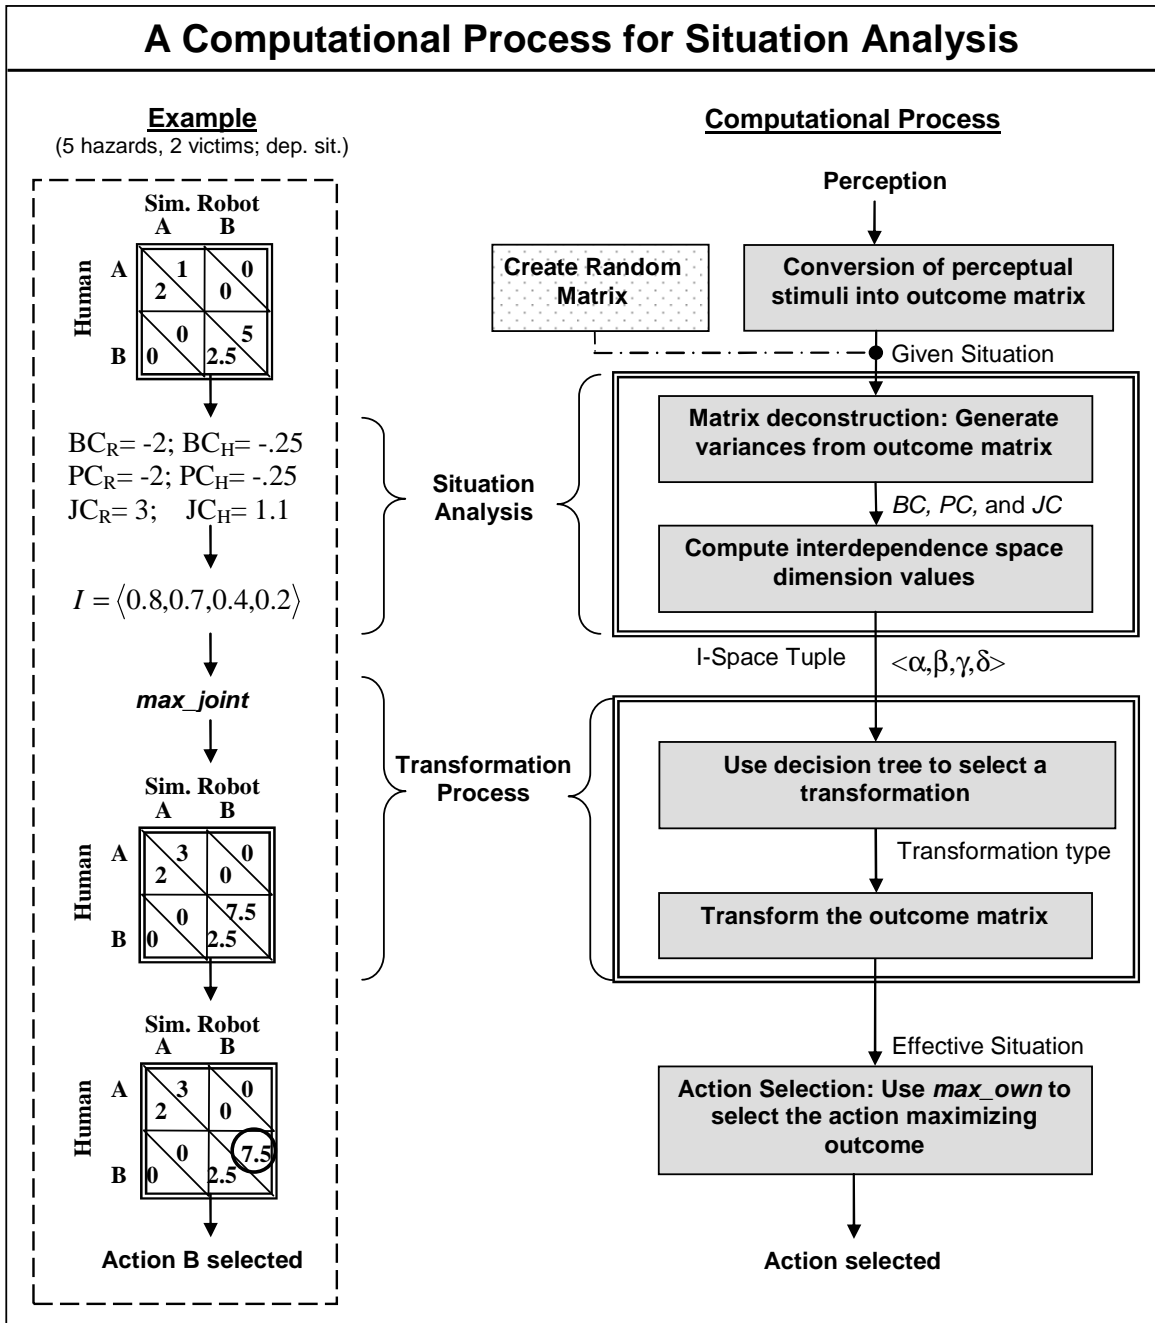 A Computational Process for Situation Analysis
Example
(5 hazards, 2 victims; dep. sit.)
Sim. Robot
A B
Human
A 1 0
2 0
0 5
B 0 2.5
BCR= -2; BCH= -.25
PCR= -2; PCH= -.25
JCR= 3; JCH= 1.1
I = ⟨0.8,0.7,0.4,0.2⟩
max_joint
Sim. Robot
A B
Human
A 3 0
2 0
0 7.5
B 0 2.5
Sim. Robot
A B
Human
A 3 0
2 0
0 7.5
B 0 2.5
Action B selected
Situation
Analysis
Transformation
Process
Computational Process
Perception
Create Random
Matrix
Conversion of perceptual
stimuli into outcome matrix
Given Situation
Matrix deconstruction: Generate
variances from outcome matrix
BC, PC, and JC
Compute interdependence space
dimension values
I-Space Tuple <α,β,γ,δ>
Use decision tree to select a
transformation
Transformation type
Transform the outcome matrix
Effective Situation
Action Selection: Use max_own to
select the action maximizing
outcome
Action selected